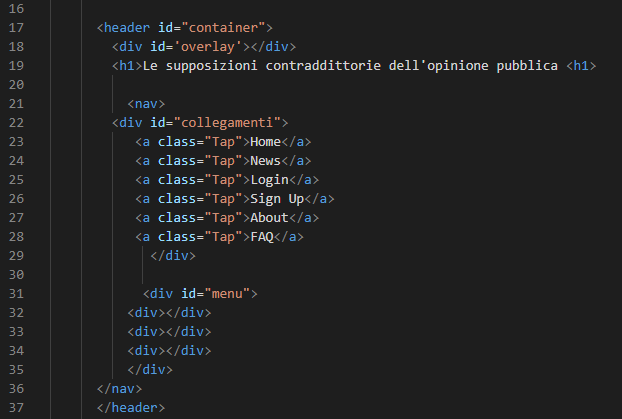 16
17 <header id="container">
18 <div id='overlay'></div>
19 <h1>Le supposizioni contraddittorie dell'opinione pubblica <h1>
20
21 <nav>
22 <div id="collegamenti">
23 <a class="Tap">Home</a>
24 <a class="Tap">News</a>
25 <a class="Tap">Login</a>
26 <a class="Tap">Sign Up</a>
27 <a class="Tap">About</a>
28 <a class="Tap">FAQ</a>
29 </div>
30
31 <div id="menu">
32 <div></div>
33 <div></div>
34 <div></div>
35 </div>
36 </nav>
37 </header>